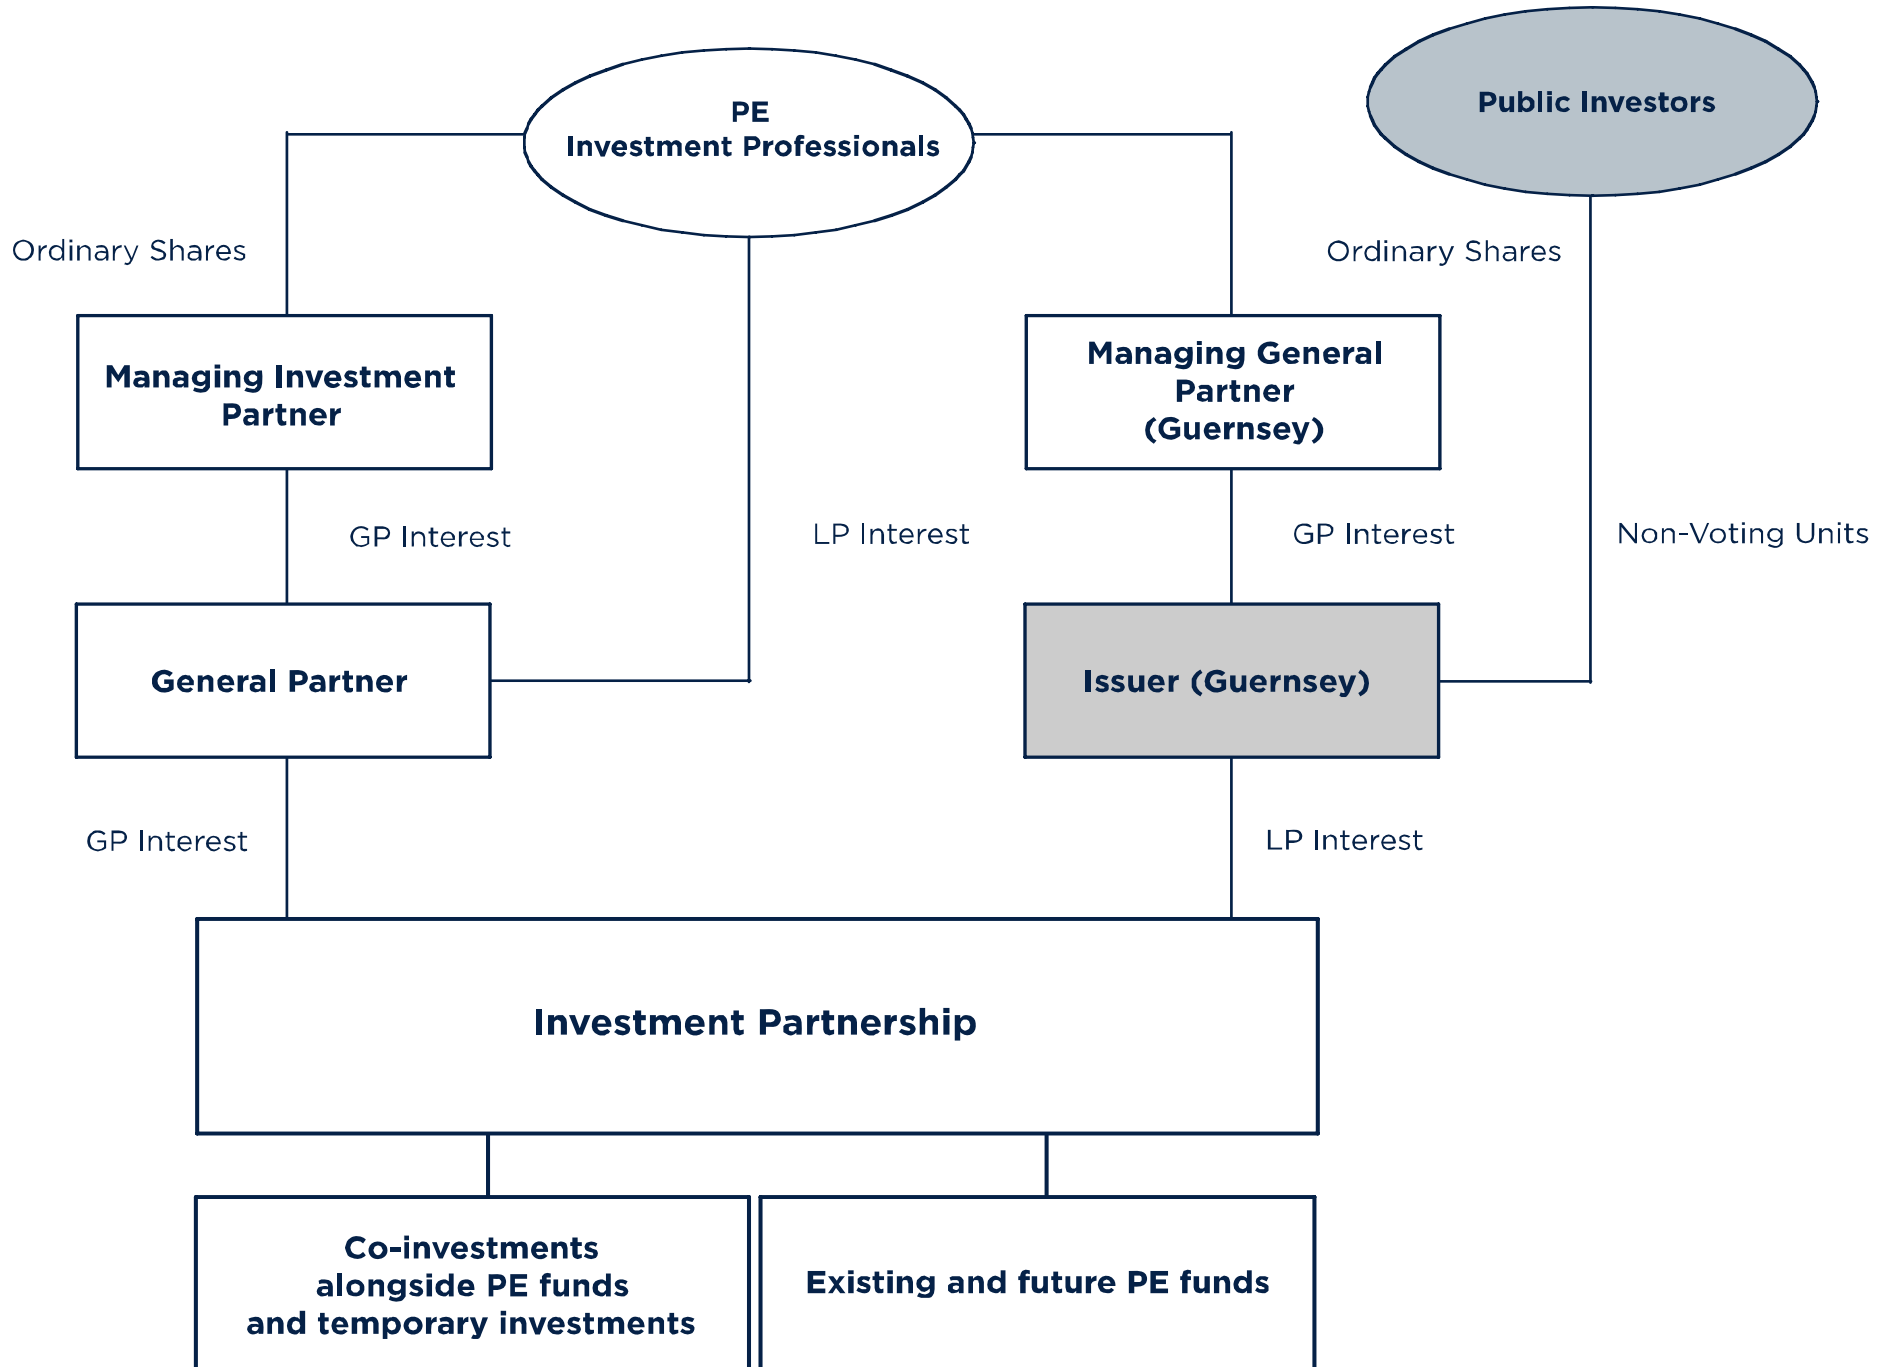 PE
Investment Professionals
Public Investors
Ordinary Shares
Ordinary Shares
Managing Investment
Partner
Managing General
Partner
(Guernsey)
GP Interest
LP Interest
GP Interest
Non-Voting Units
General Partner
Issuer (Guernsey)
GP Interest
LP Interest
Investment Partnership
Co-investments
alongside PE funds
and temporary investments
Existing and future PE funds